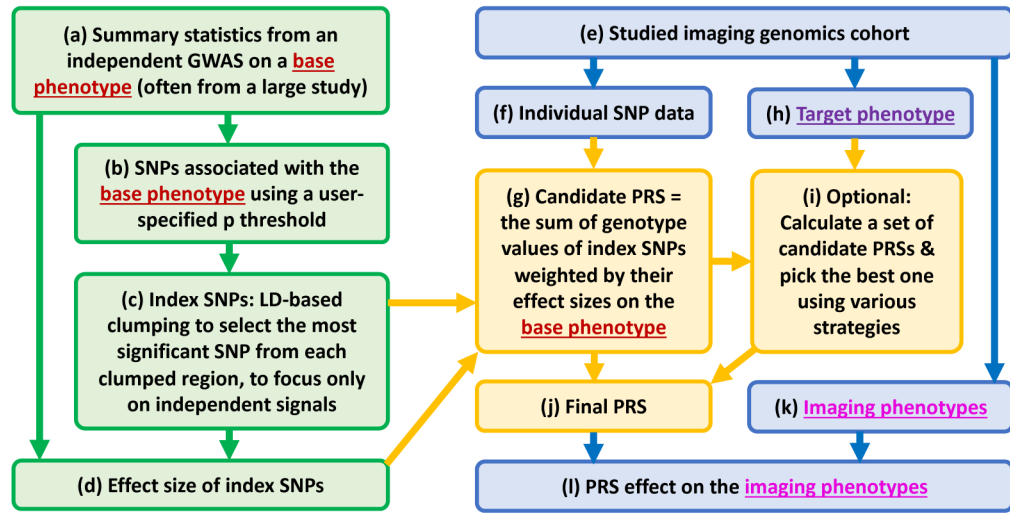 (a) Summary statistics from an
independent GWAS on a base
phenotype (often from a large study)
(b) SNPs associated with the
base phenotype using a user-
specified p threshold
(c) Index SNPs: LD-based
clumping to select the most
significant SNP from each
clumped region, to focus only
on independent signals
(d) Effect size of index SNPs
(e) Studied imaging genomics cohort
(f) Individual SNP data
(h) Target phenotype
(g) Candidate PRS =
the sum of genotype
values of index SNPs
weighted by their
effect sizes on the
base phenotype
(i) Optional:
Calculate a set of
candidate PRSs &
pick the best one
using various
strategies
(j) Final PRS
(k) Imaging phenotypes
(l) PRS effect on the imaging phenotypes